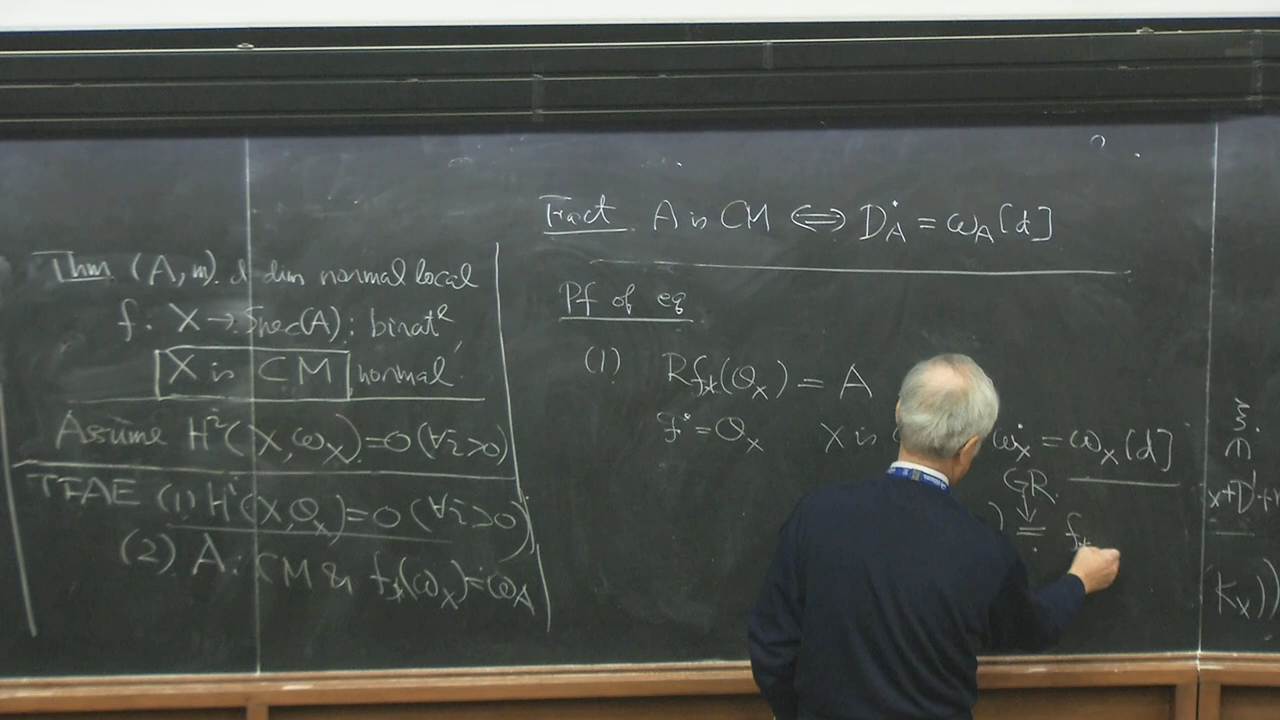 Thm (A, m). d dim normal local
f. X → Spec(A): birat^l
X is CM normal.
Assume H^i(X, ω_X)=0 (∀i>0)
TFAE (1) H^i(X, O_X)=0 (∀i>0)
(2) A: CM & f_*(ω_X)=ω_A
Fact A is CM ⇔ D_A^• = ω_A[d]
Pf of eq
(1) Rf_*(O_X) = A
F^• = O_X X is ω_X^• = ω_X[d]
GR
) = f_*
x+D
K_X))